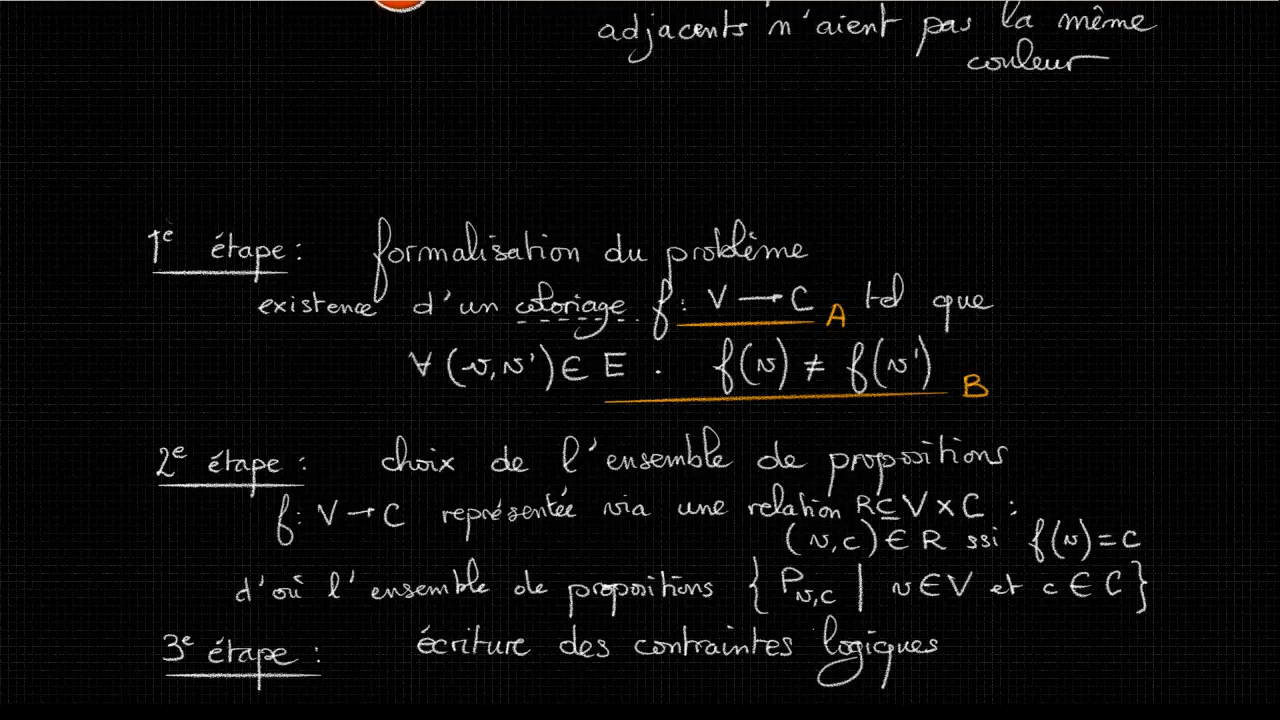 adjacents n'aient pas la même
couleur
1e étape : formalisation du problème
existence d'un coloriage f : V → C A tel que
∀ (v, v') ∈ E . f(v) ≠ f(v') B
2e étape : choix de l'ensemble de propositions
f : V → C représentée via une relation R ⊆ V × C :
(v, c) ∈ R ssi f(v) = c
d'où l'ensemble de propositions { P_{v,c} | v ∈ V et c ∈ C }
3e étape : écriture des contraintes logiques